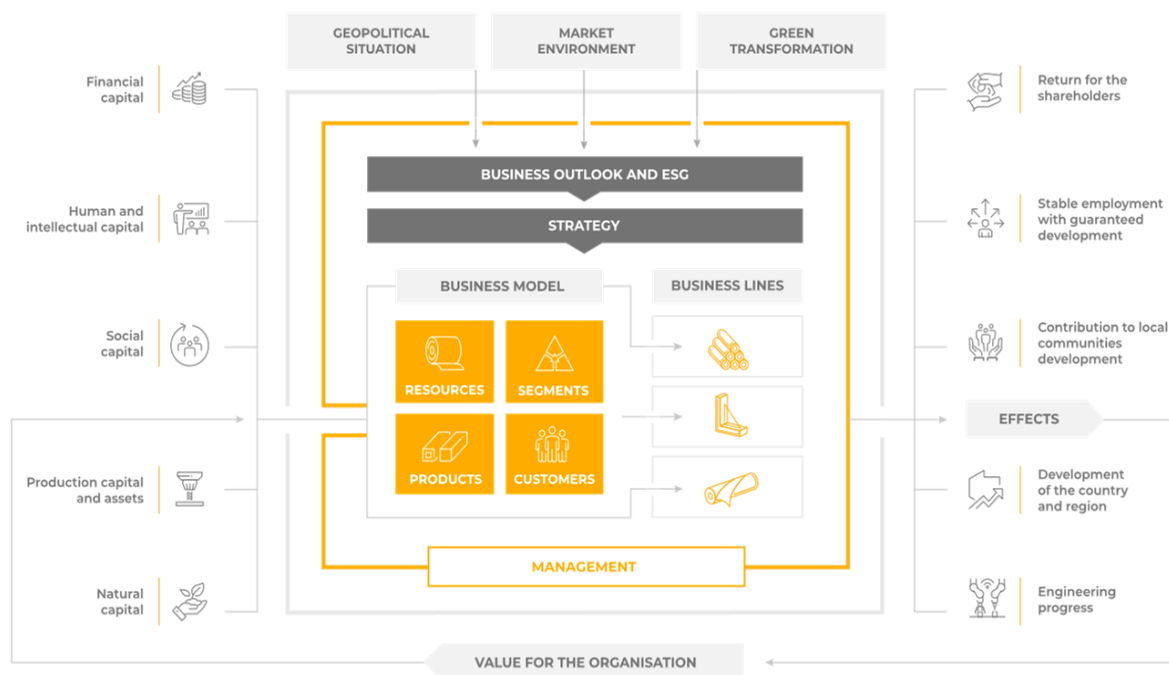 GEOPOLITICAL
SITUATION
MARKET
ENVIRONMENT
GREEN
TRANSFORMATION
Financial
capital
Human and
intellectual capital
Social
capital
Production capital
and assets
Natural
capital
BUSINESS OUTLOOK AND ESG
STRATEGY
BUSINESS MODEL
BUSINESS LINES
RESOURCES
SEGMENTS
PRODUCTS
CUSTOMERS
MANAGEMENT
Return for the
shareholders
Stable employment
with guaranteed
development
Contribution to local
communities
development
EFFECTS
Development
of the country
and region
Engineering
progress
VALUE FOR THE ORGANISATION